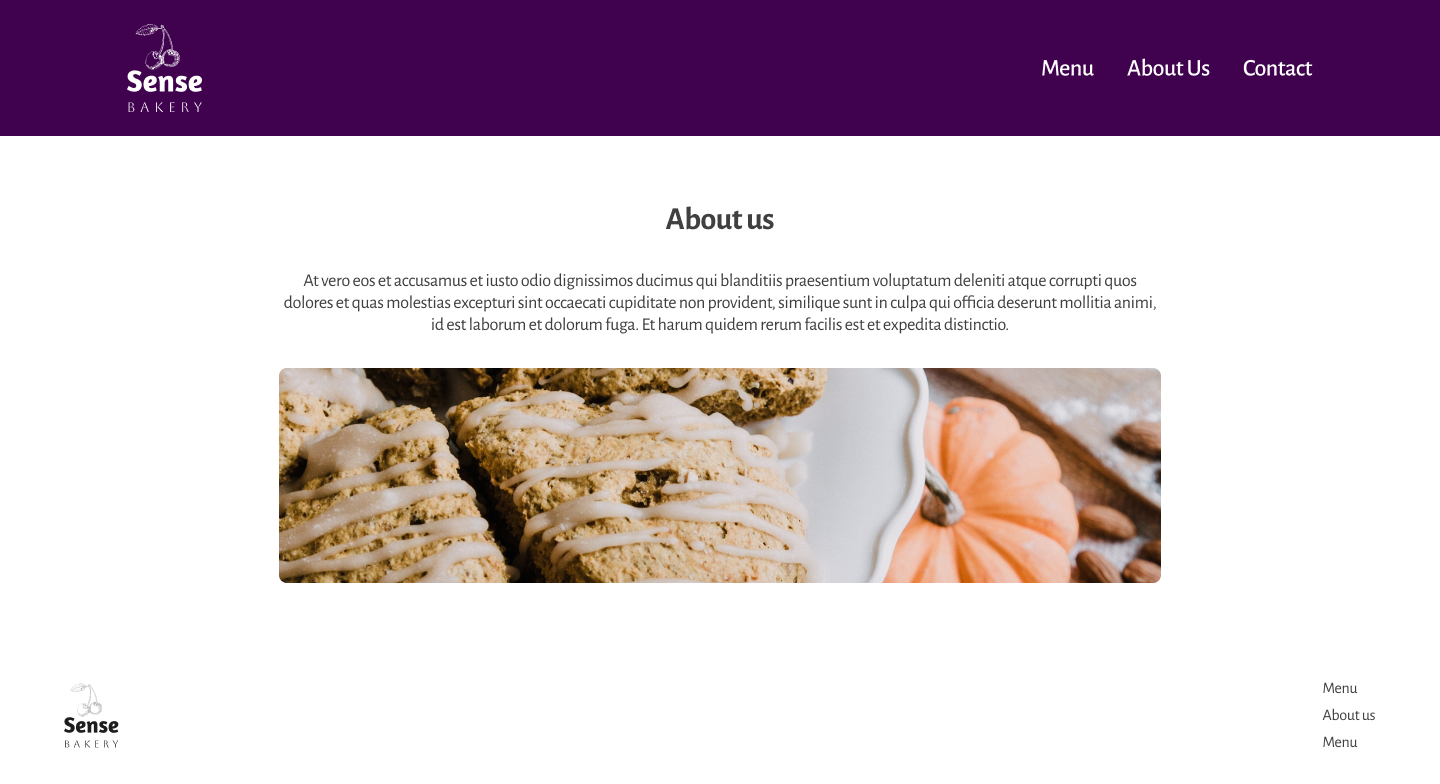 Sense
BAKERY
Menu About Us Contact
About us
At vero eos et accusamus et iusto odio dignissimos ducimus qui blanditiis praesentium voluptatum deleniti atque corrupti quos
dolores et quas molestias excepturi sint occaecati cupiditate non provident, similique sunt in culpa qui officia deserunt mollitia animi,
id est laborum et dolorum fuga. Et harum quidem rerum facilis est et expedita distinctio.
Sense
BAKERY
Menu
About us
Menu